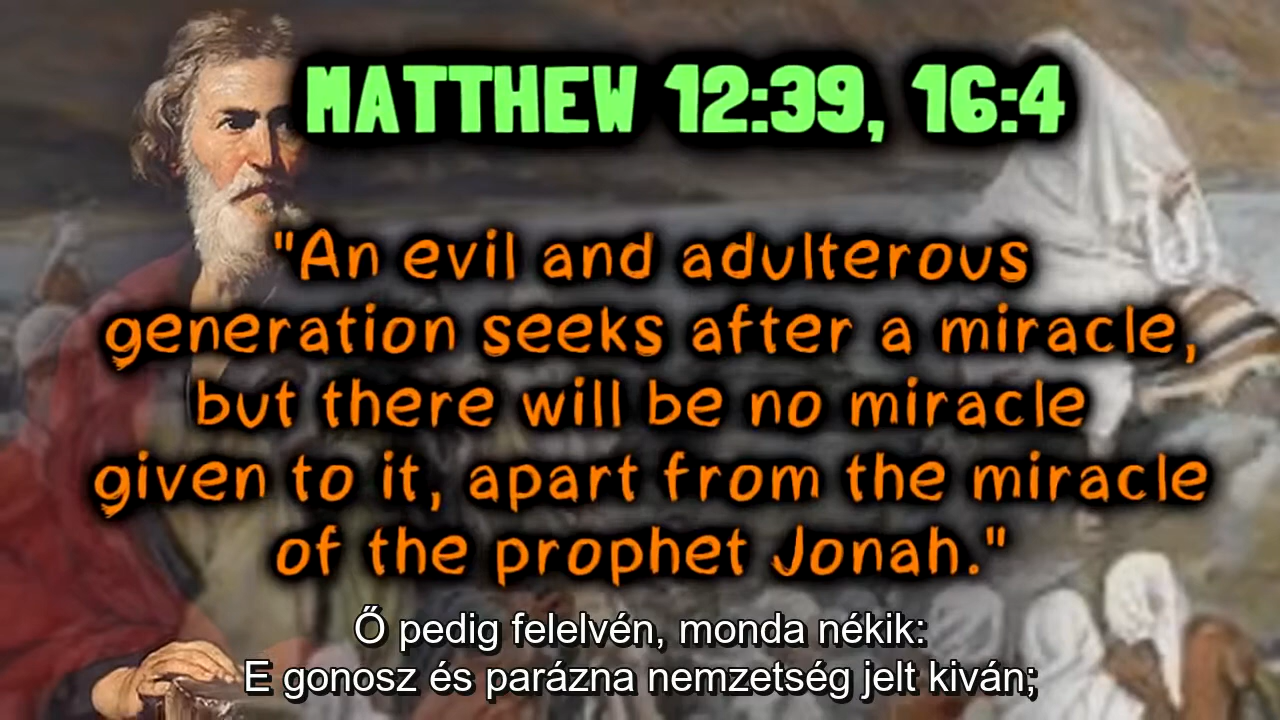 MATTHEW 12:39, 16:4
"An evil and adulterous
generation seeks after a miracle,
but there will be no miracle
given to it, apart from the miracle
of the prophet Jonah."
Ő pedig felelvén, monda nékik:
E gonosz és parázna nemzetség jelt kiván;